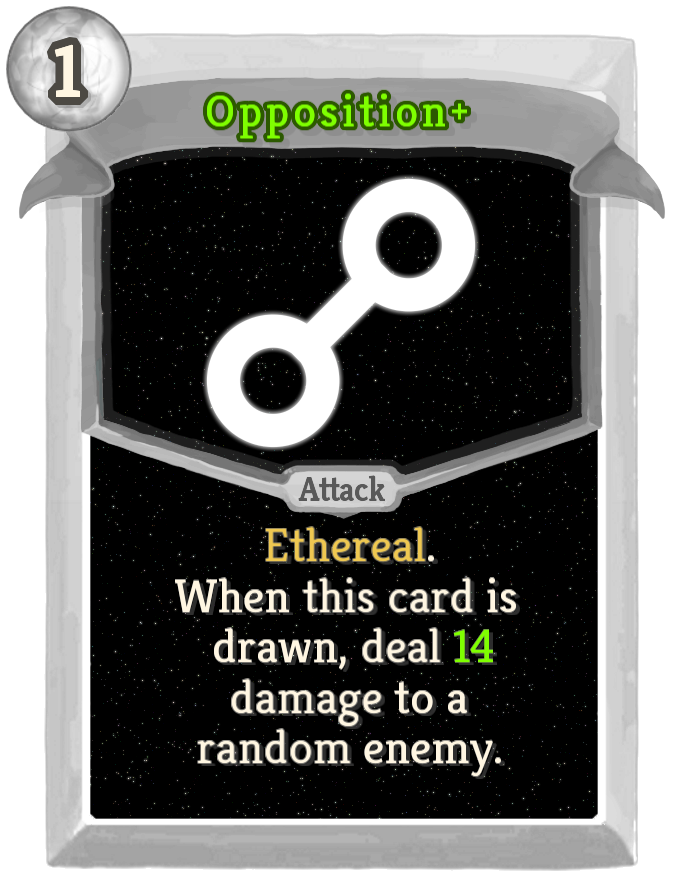 1
Opposition+
Attack
Ethereal.
When this card is
drawn, deal 14
damage to a
random enemy.